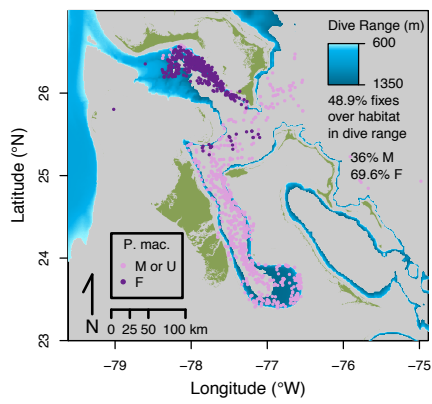 Dive Range (m)
600
1350
48.9% fixes
over habitat
in dive range
36% M
69.6% F
Latitude (°N)
26
25
24
23
P. mac.
M or U
F
N
0 25 50 100 km
−79 −78 −77 −76 −75
Longitude (°W)